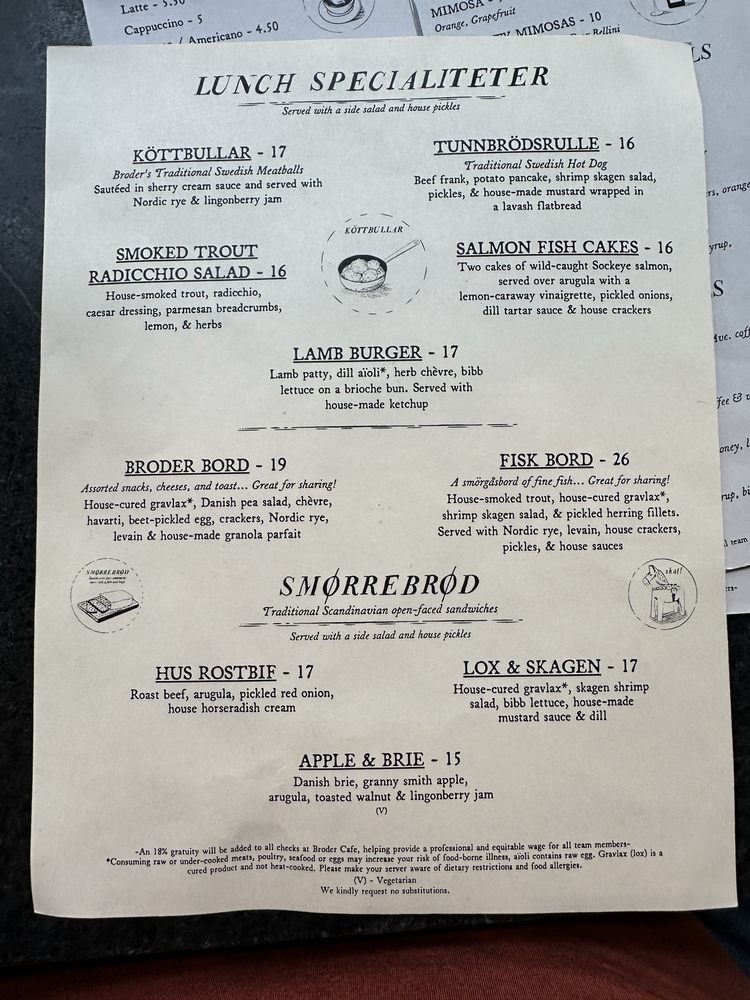 Latte - 5.50
Cappuccino - 5
/ Americano - 4.50
MIMOSA -
Orange, Grapefruit
MIMOSAS - 10
Bellini
LUNCH SPECIALITETER
Served with a side salad and house pickles
KÖTTBULLAR - 17
Broder's Traditional Swedish Meatballs
Sautéed in sherry cream sauce and served with
Nordic rye & lingonberry jam
TUNNBRÖDSRULLE - 16
Traditional Swedish Hot Dog
Beef frank, potato pancake, shrimp skagen salad,
pickles, & house-made mustard wrapped in
a lavash flatbread
SMOKED TROUT
RADICCHIO SALAD - 16
House-smoked trout, radicchio,
caesar dressing, parmesan breadcrumbs,
lemon, & herbs
KÖTTBULLAR
SALMON FISH CAKES - 16
Two cakes of wild-caught Sockeye salmon,
served over arugula with a
lemon-caraway vinaigrette, pickled onions,
dill tartar sauce & house crackers
LAMB BURGER - 17
Lamb patty, dill aïoli*, herb chèvre, bibb
lettuce on a brioche bun. Served with
house-made ketchup
BRODER BORD - 19
Assorted snacks, cheeses, and toast... Great for sharing!
House-cured gravlax*, Danish pea salad, chèvre,
havarti, beet-pickled egg, crackers, Nordic rye,
levain & house-made granola parfait
FISK BORD - 26
A smörgåsbord of fine fish... Great for sharing!
House-smoked trout, house-cured gravlax*,
shrimp skagen salad, & pickled herring fillets.
Served with Nordic rye, levain, house crackers,
pickles, & house sauces
SMØRREBRØD
SMØRREBRØD
Traditional Scandinavian open-faced sandwiches
Served with a side salad and house pickles
skål!
HUS ROSTBIF - 17
Roast beef, arugula, pickled red onion,
house horseradish cream
LOX & SKAGEN - 17
House-cured gravlax*, skagen shrimp
salad, bibb lettuce, house-made
mustard sauce & dill
APPLE & BRIE - 15
Danish brie, granny smith apple,
arugula, toasted walnut & lingonberry jam
(V)
-An 18% gratuity will be added to all checks at Broder Cafe, helping provide a professional and equitable wage for all team members-
*Consuming raw or under-cooked meats, poultry, seafood or eggs may increase your risk of food-borne illness, aïoli contains raw egg. Gravlax (lox) is a
cured product and not heat-cooked. Please make your server aware of dietary restrictions and food allergies.
(V) - Vegetarian
We kindly request no substitutions.